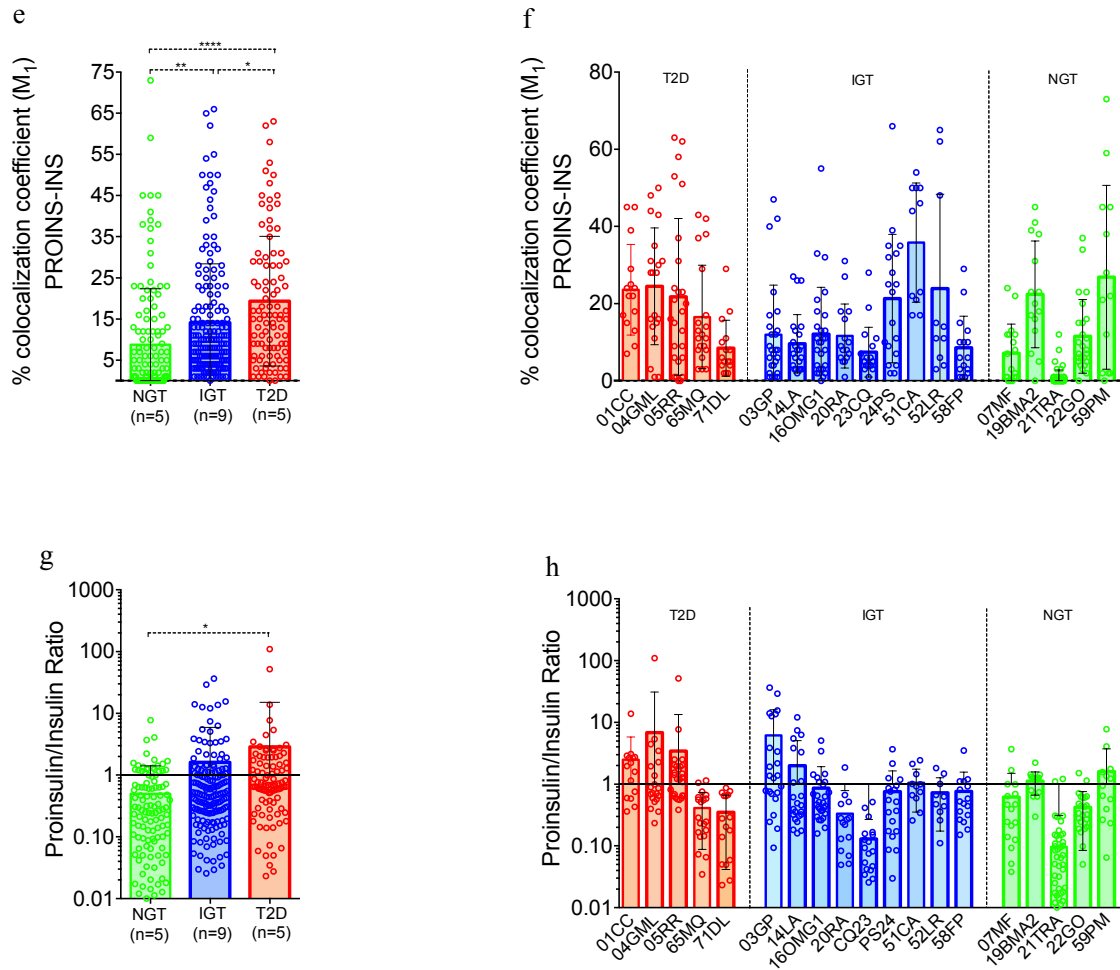 e
% colocalization coefficient (M1)
PROINS-INS
75
65
55
45
35
25
15
5
****
**
*
NGT
(n=5)
IGT
(n=9)
T2D
(n=5)
f
% colocalization coefficient (M1)
PROINS-INS
80
60
40
20
0
T2D
IGT
NGT
01CC
04GML
05RR
65MQ
71DL
03GP
14LA
16OMG1
20RA
23CQ
24PS
51CA
52LR
58FP
07MF
19BMA2
21TRA
22GO
59PM
g
Proinsulin/Insulin Ratio
1000
100
10
1
0.10
0.01
*
NGT
(n=5)
IGT
(n=9)
T2D
(n=5)
h
Proinsulin/Insulin Ratio
1000
100
10
1
0.10
0.01
T2D
IGT
NGT
01CC
04GML
05RR
65MQ
71DL
03GP
14LA
16OMG1
20RA
CQ23
PS24
51CA
52LR
58FP
07MF
19BMA2
21TRA
22GO
59PM